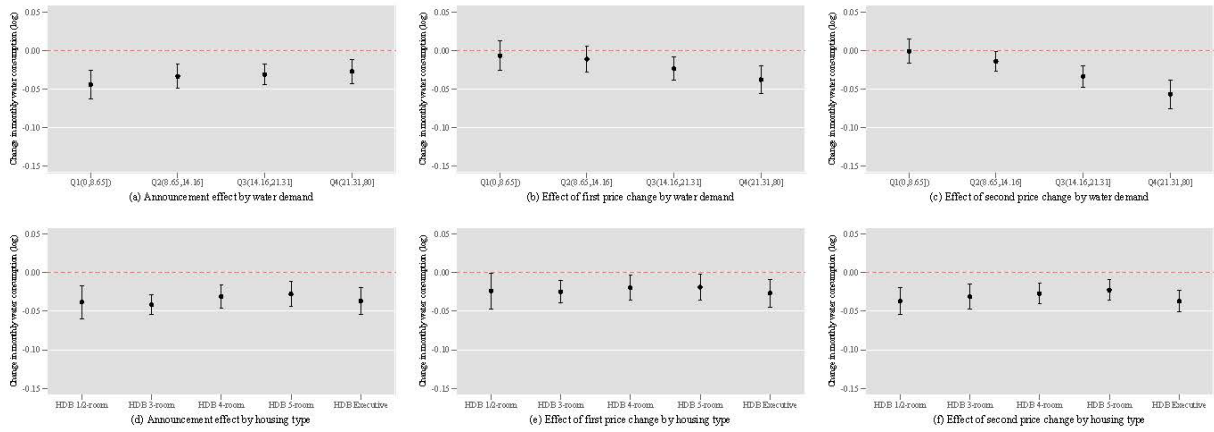 Change in monthly water consumption (log)
0.05
0.00
-0.05
-0.10
-0.15
Q1(0,8.65])
Q2(8.65,14.16]
Q3(14.16,21.31]
Q4(21.31,80]
(a) Announcement effect by water demand
Change in monthly water consumption (log)
0.05
0.00
-0.05
-0.10
-0.15
Q1(0,8.65])
Q2(8.65,14.16]
Q3(14.16,21.31]
Q4(21.31,80]
(b) Effect of first price change by water demand
Change in monthly water consumption (log)
0.05
0.00
-0.05
-0.10
-0.15
Q1(0,8.65])
Q2(8.65,14.16]
Q3(14.16,21.31]
Q4(21.31,80]
(c) Effect of second price change by water demand
Change in monthly water consumption (log)
0.05
0.00
-0.05
-0.10
-0.15
HDB 1/2-room
HDB 3-room
HDB 4-room
HDB 5-room
HDB Executive
(d) Announcement effect by housing type
Change in monthly water consumption (log)
0.05
0.00
-0.05
-0.10
-0.15
HDB 1/2-room
HDB 3-room
HDB 4-room
HDB 5-room
HDB Executive
(e) Effect of first price change by housing type
Change in monthly water consumption (log)
0.05
0.00
-0.05
-0.10
-0.15
HDB 1/2-room
HDB 3-room
HDB 4-room
HDB 5-room
HDB Executive
(f) Effect of second price change by housing type